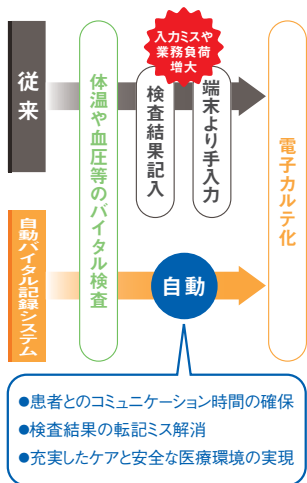 入力ミスや
業務負荷
増大
従来
体温や血圧等のバイタル検査
検査結果記入
端末より手入力
電子カルテ化
自動バイタル記録システム
自動
●患者とのコミュニケーション時間の確保
●検査結果の転記ミス解消
●充実したケアと安全な医療環境の実現